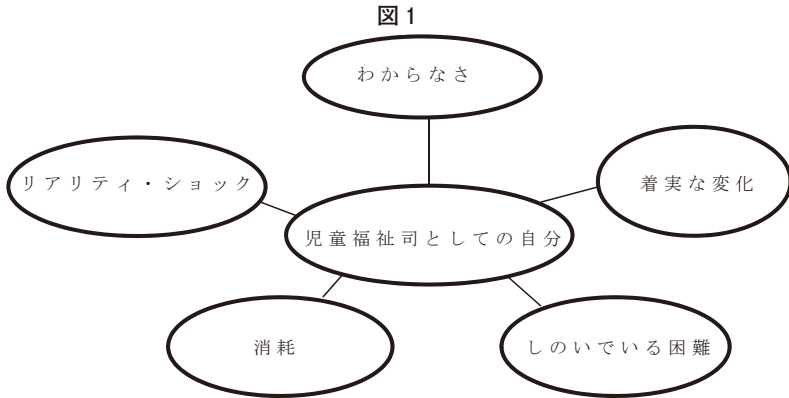 図1
わからなさ
リアリティ・ショック
着実な変化
児童福祉司としての自分
消耗
しのいでいる困難